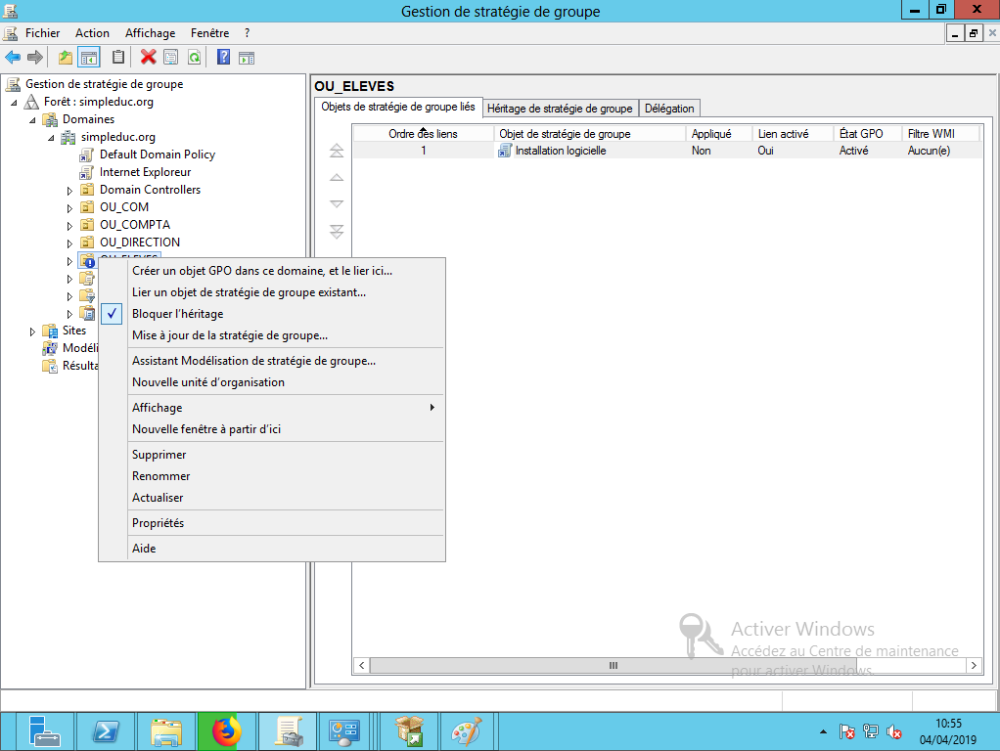 Gestion de stratégie de groupe
Fichier Action Affichage Fenêtre ?
Gestion de stratégie de groupe
Forêt : simpleduc.org
Domaines
simpleduc.org
Default Domain Policy
Internet Exploreur
Domain Controllers
OU_COM
OU_COMPTA
OU_DIRECTION
OU_ELEVES
Sites
Modéli
Résulta
Créer un objet GPO dans ce domaine, et le lier ici...
Lier un objet de stratégie de groupe existant...
Bloquer l'héritage
Mise à jour de la stratégie de groupe...
Assistant Modélisation de stratégie de groupe...
Nouvelle unité d'organisation
Affichage
Nouvelle fenêtre à partir d'ici
Supprimer
Renommer
Actualiser
Propriétés
Aide
OU_ELEVES
Objets de stratégie de groupe liés Héritage de stratégie de groupe Délégation
Ordre des liens Objet de stratégie de groupe Appliqué Lien activé État GPO Filtre WMI
1 Installation logicielle Non Oui Activé Aucun(e)
Activer Windows
Accédez au Centre de maintenance
pour activer Windows.
10:55
04/04/2019